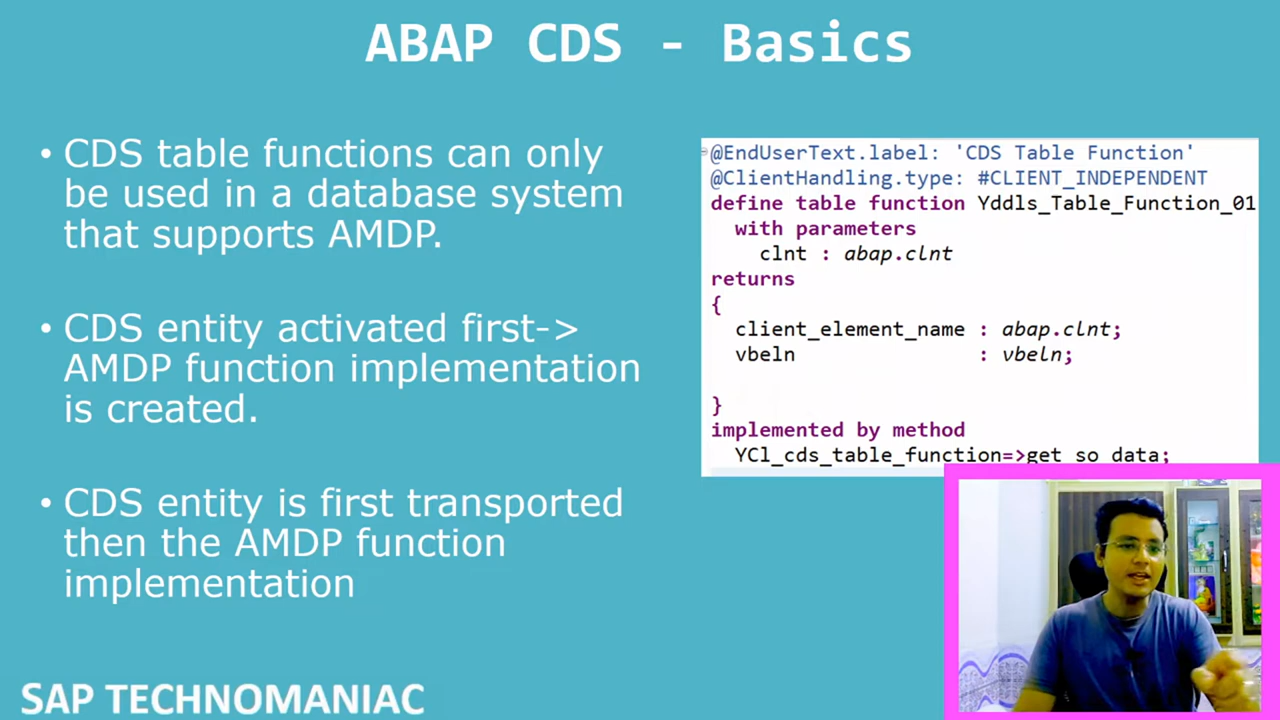 ABAP CDS - Basics
• CDS table functions can only
be used in a database system
that supports AMDP.
• CDS entity activated first->
AMDP function implementation
is created.
• CDS entity is first transported
then the AMDP function
implementation
@EndUserText.label: 'CDS Table Function'
@ClientHandling.type: #CLIENT_INDEPENDENT
define table function Yddls_Table_Function_01
with parameters
clnt : abap.clnt
returns
{
client_element_name : abap.clnt;
vbeln : vbeln;
}
implemented by method
YCl_cds_table_function=>get_so_data;
SAP TECHNOMANIAC